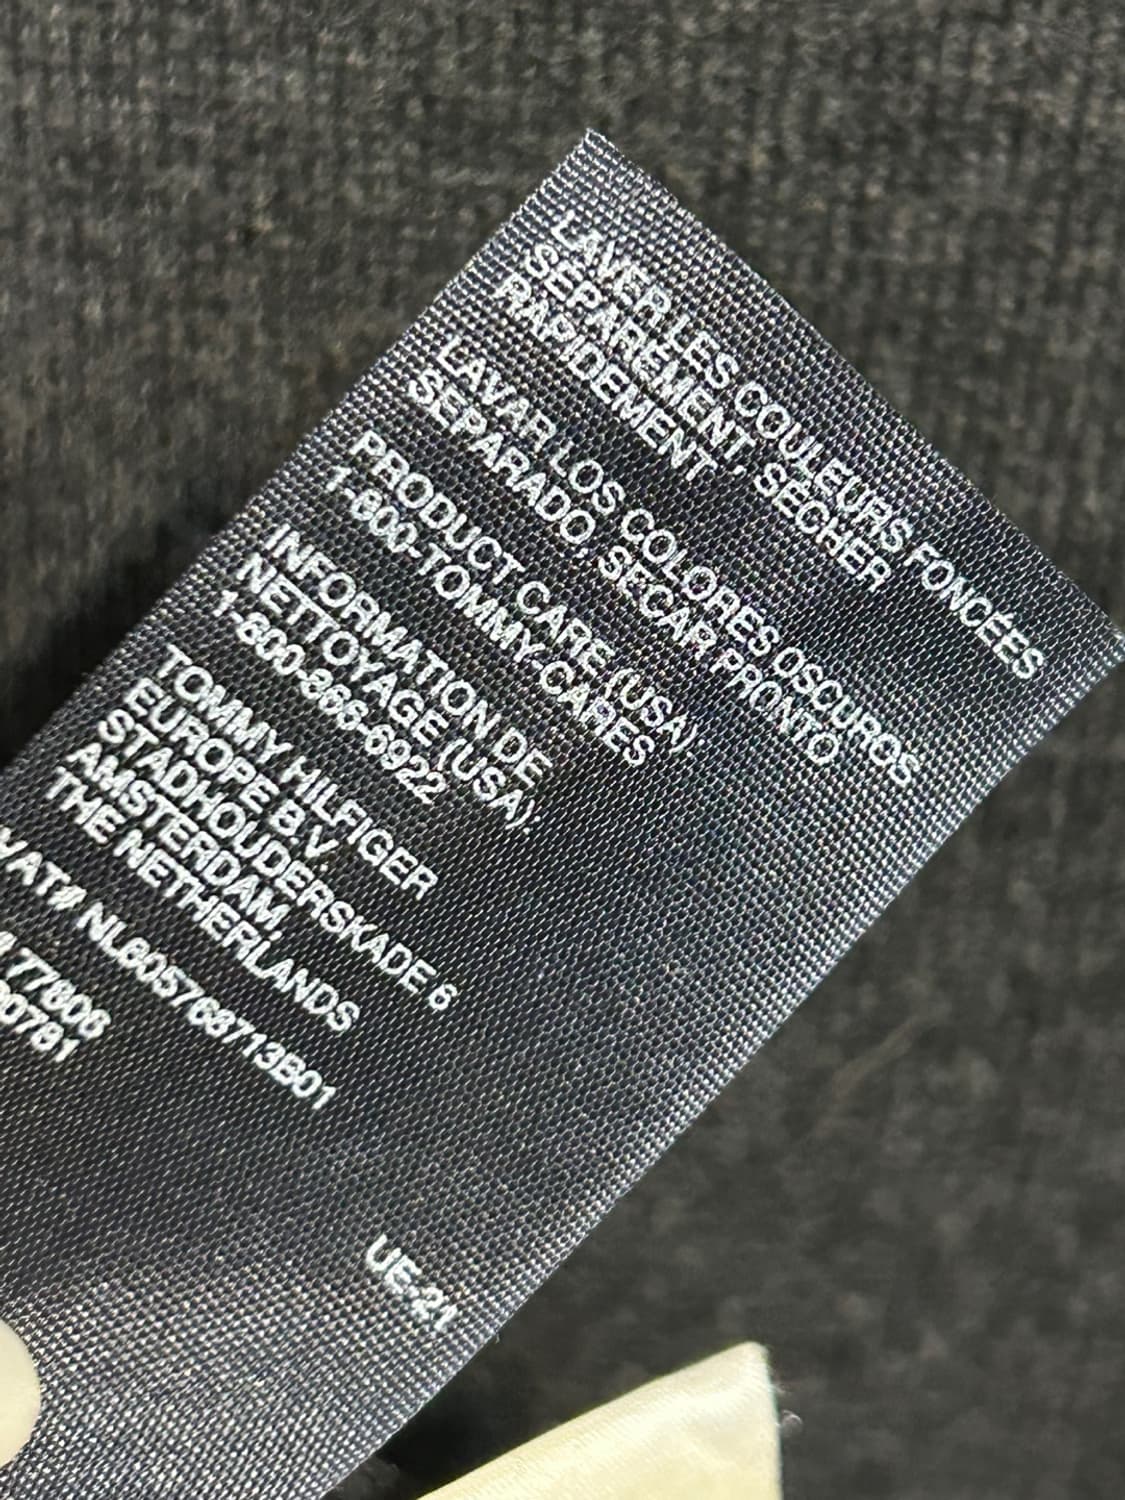 LAVER LES COULEURS FONCÉES
SÉPARÉMENT, SÉCHER
RAPIDEMENT
LAVAR LOS COLORES OSCUROS
SEPARADO, SECAR PRONTO
PRODUCT CARE (USA).
1-800-TOMMY-CARES
INFORMATION DE
NETTOYAGE (USA).
1-800-866-6922
TOMMY HILFIGER
EUROPE B.V.
STADHOUDERSKADE 6
AMSTERDAM,
THE NETHERLANDS
VAT# NL805768713B01
77806
00781
UE-21